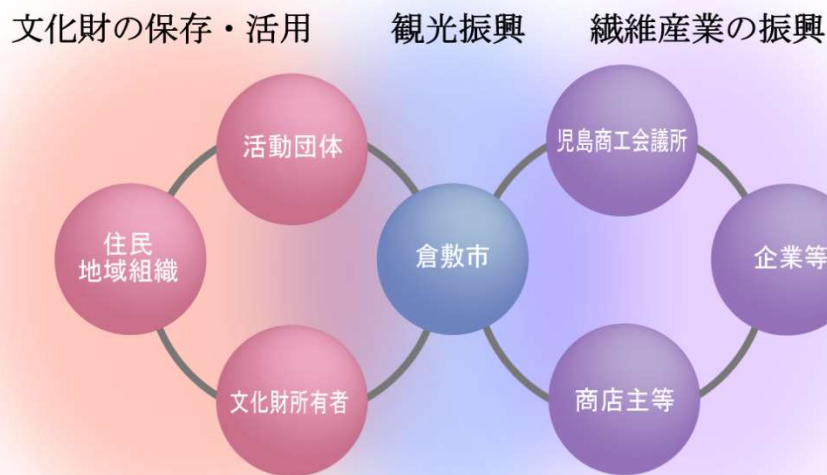 文化財の保存・活用
観光振興
繊維産業の振興
活動団体
児島商工会議所
住民
地域組織
倉敷市
企業等
文化財所有者
商店主等